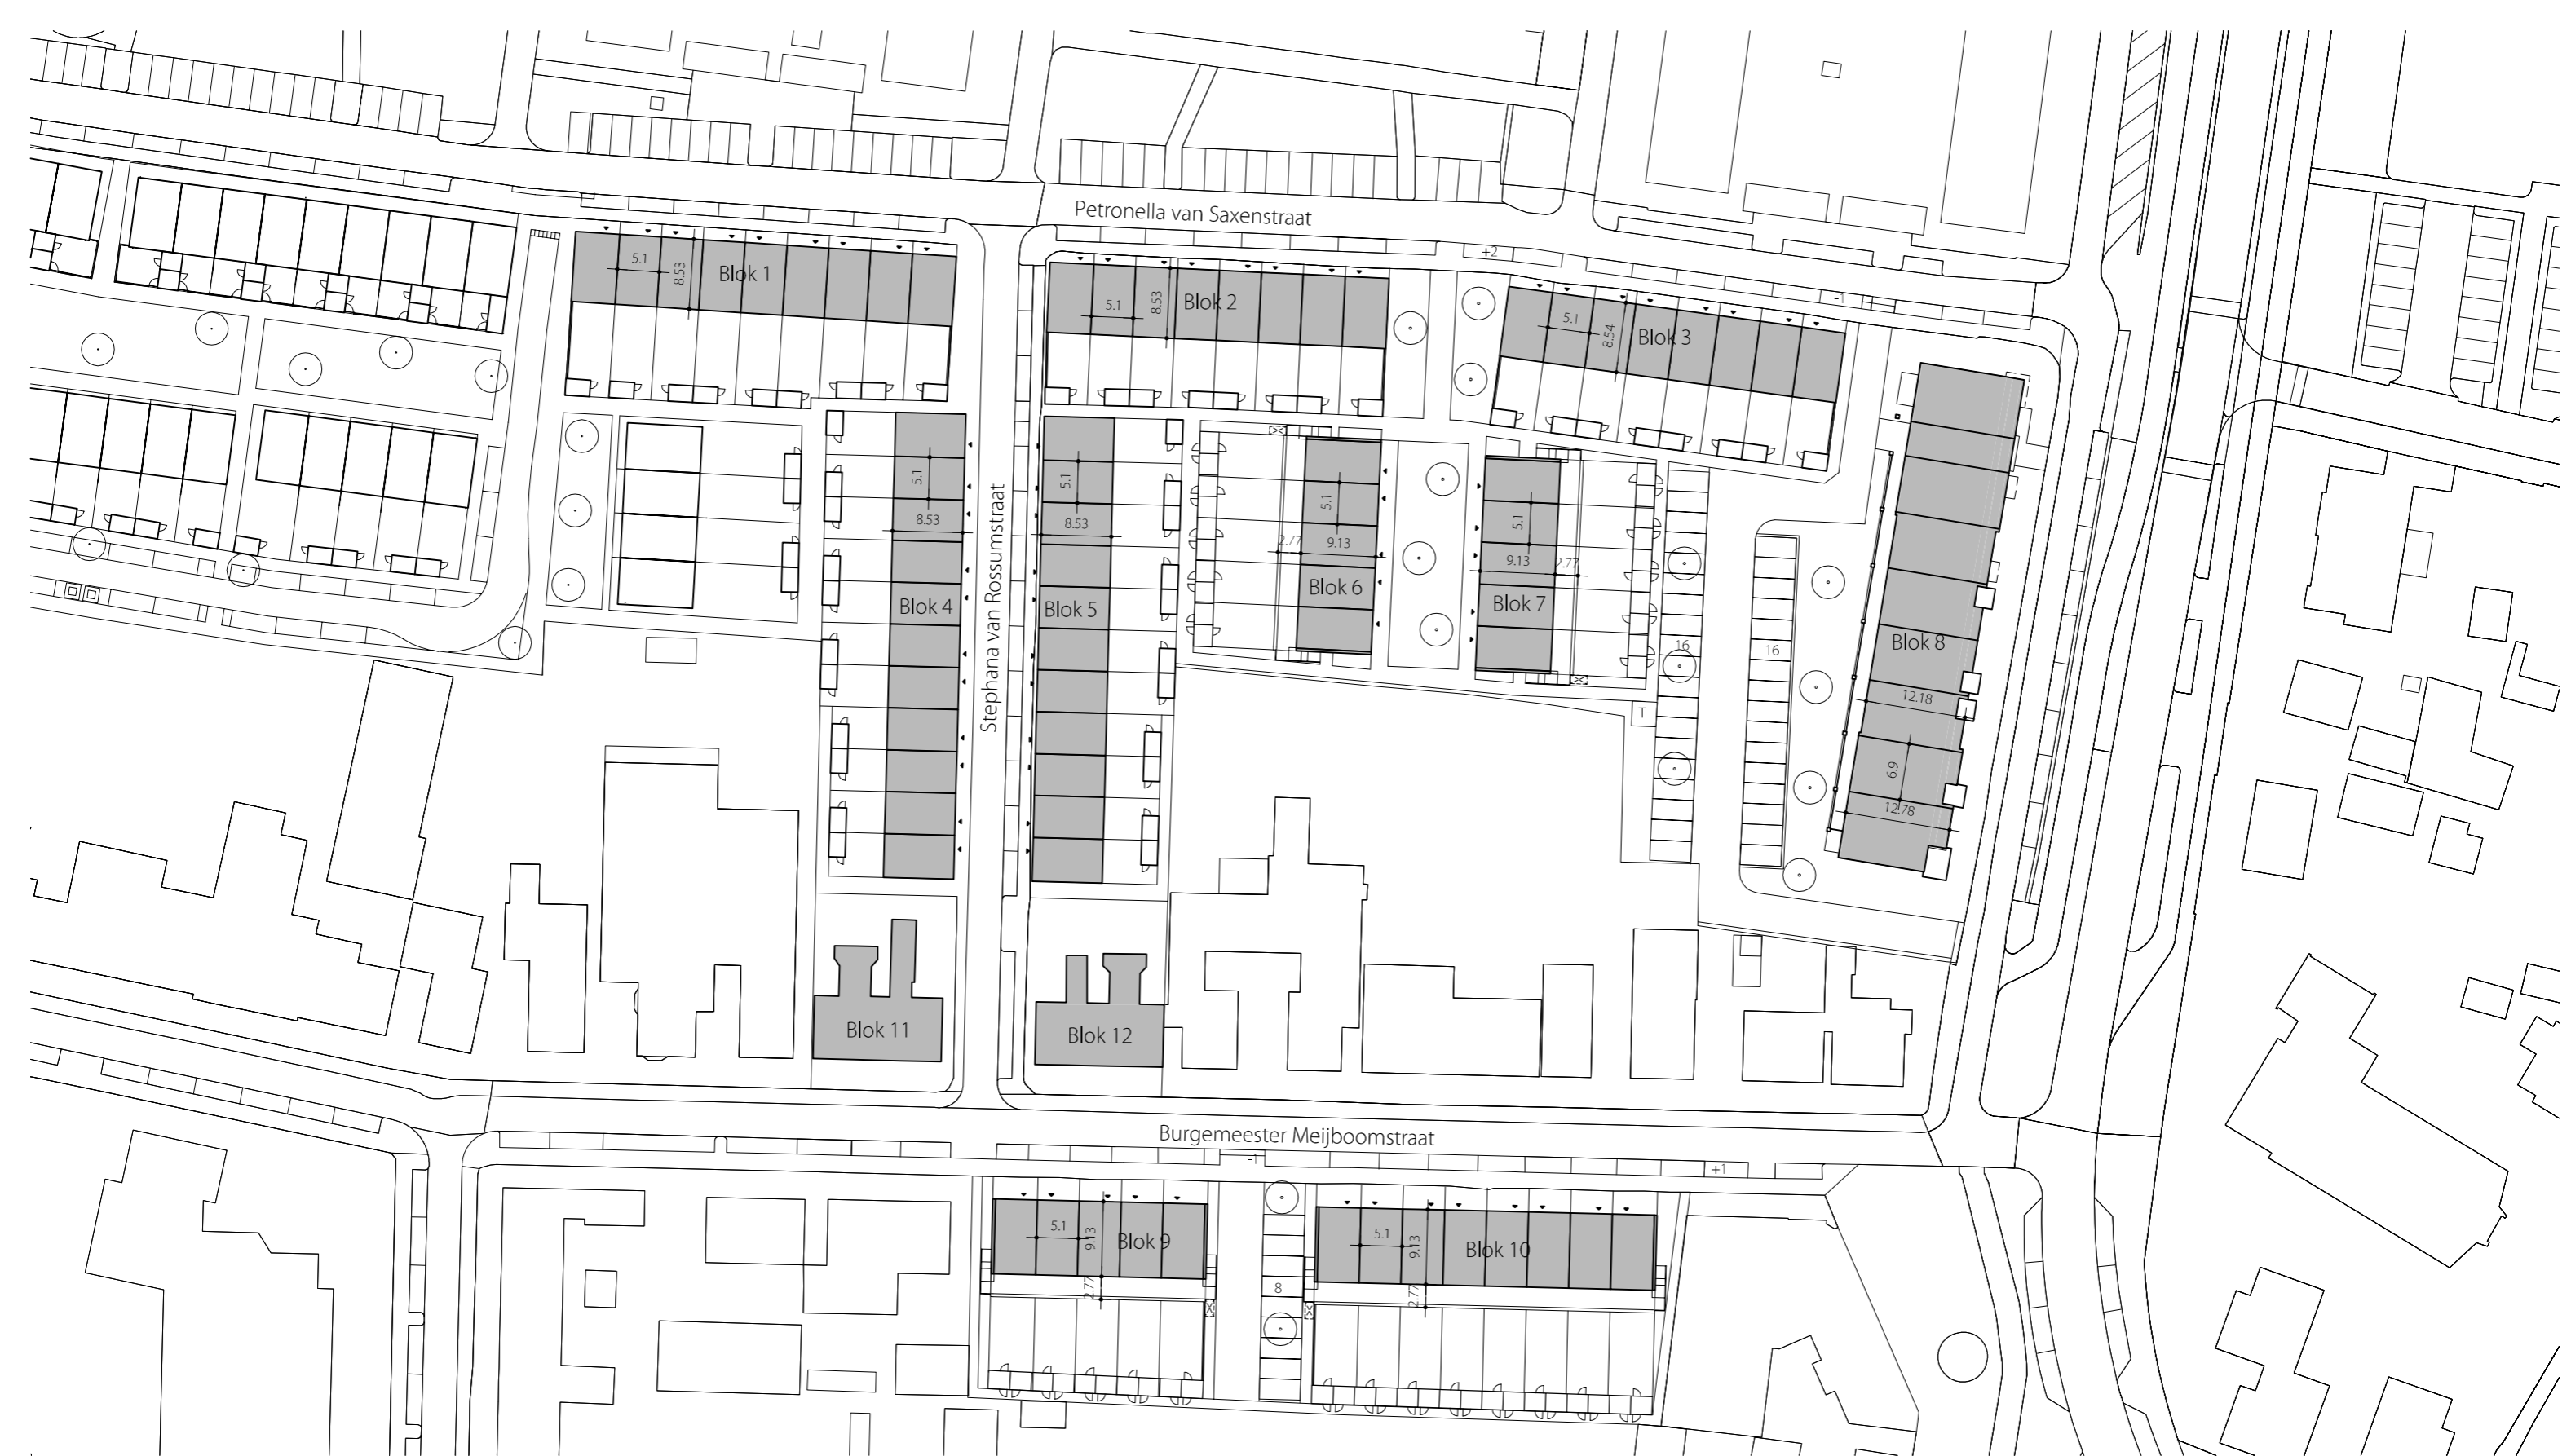 Petronella van Saxenstraat
+2
-1
5.1
8.53
Blok 1
5.1
8.53
Blok 2
5.1
8.54
Blok 3
5.1
8.53
Blok 4
Stephana van Rossumstraat
5.1
8.53
Blok 5
5.1
2.77
9.13
Blok 6
5.1
9.13
2.77
Blok 7
16
T
16
Blok 8
12.18
6.9
12.78
Blok 11
Blok 12
Burgemeester Meijboomstraat
-1
+1
5.1
9.13
Blok 9
2.77
8
5.1
9.13
Blok 10
2.77